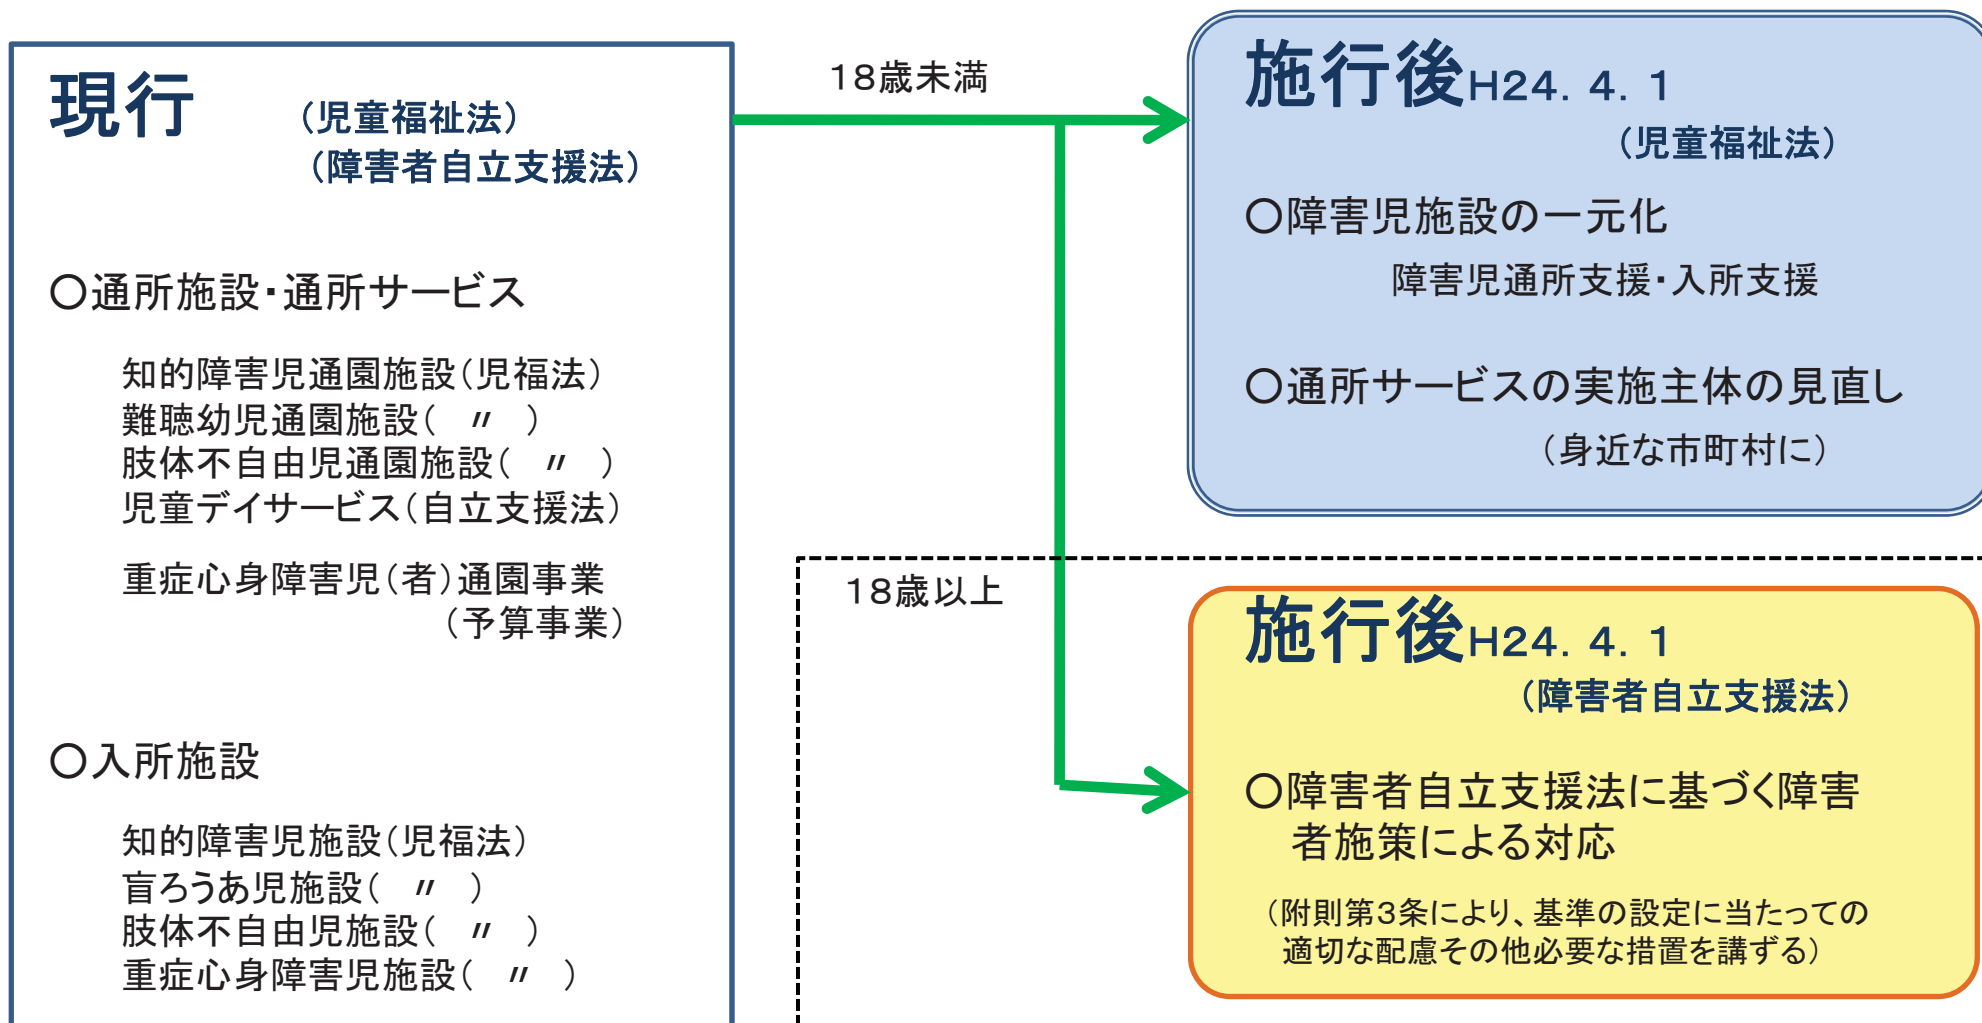 現行
(児童福祉法)
(障害者自立支援法)
○通所施設・通所サービス
知的障害児通園施設(児福法)
難聴幼児通園施設( 〃 )
肢体不自由児通園施設( 〃 )
児童デイサービス(自立支援法)
重症心身障害児(者)通園事業
(予算事業)
○入所施設
知的障害児施設(児福法)
盲ろうあ児施設( 〃 )
肢体不自由児施設( 〃 )
重症心身障害児施設( 〃 )
18歳未満
施行後H24. 4. 1
(児童福祉法)
○障害児施設の一元化
障害児通所支援・入所支援
○通所サービスの実施主体の見直し
(身近な市町村に)
18歳以上
施行後H24. 4. 1
(障害者自立支援法)
○障害者自立支援法に基づく障害
者施策による対応
(附則第3条により、基準の設定に当たっての
適切な配慮その他必要な措置を講ずる)